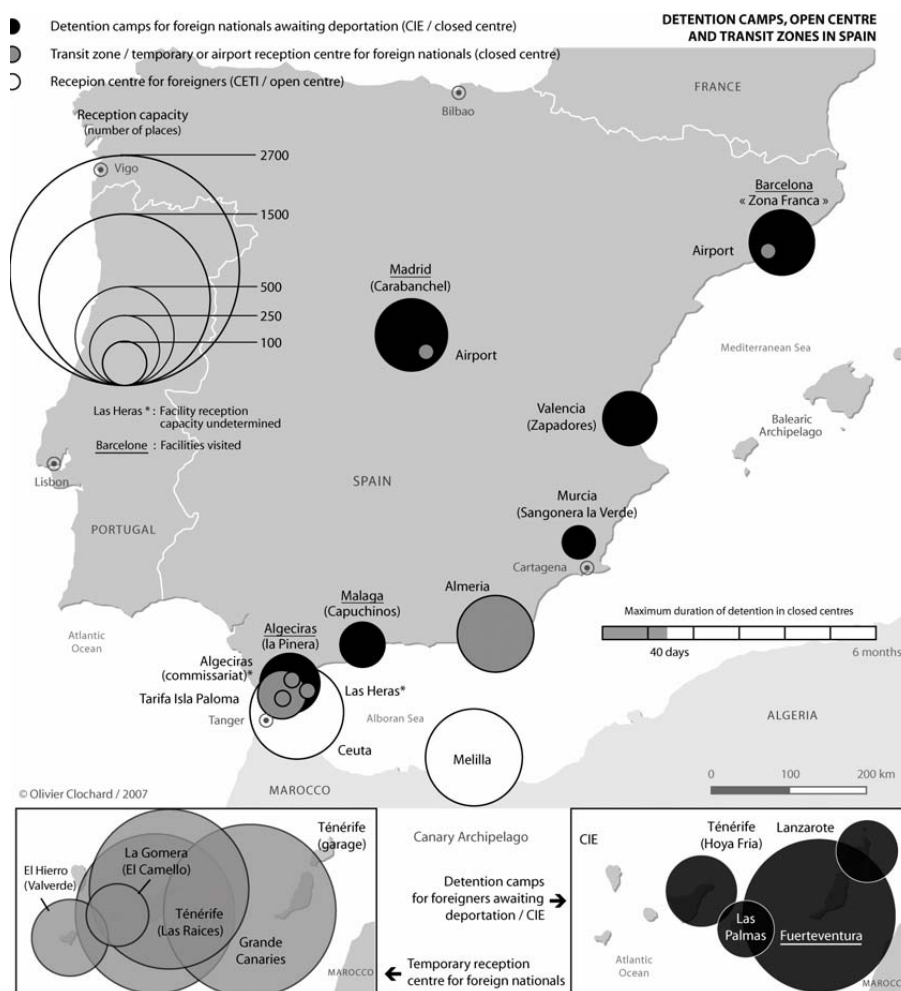 Detention camps for foreign nationals awaiting deportation (CIE / closed centre)
Transit zone / temporary or airport reception centre for foreign nationals (closed centre)
Recepion centre for foreigners (CETI / open centre)
DETENTION CAMPS, OPEN CENTRE
AND TRANSIT ZONES IN SPAIN
Reception capacity
(number of places)
2700
1500
500
250
100
Las Heras * : Facility reception
capacity undetermined
Barcelone : Facilities visited
FRANCE
Bilbao
Vigo
Barcelona
« Zona Franca »
Airport
Madrid
(Carabanchel)
Airport
Mediterranean Sea
Valencia
(Zapadores)
Balearic
Archipelago
Lisbon
SPAIN
PORTUGAL
Murcia
(Sangonera la Verde)
Cartagena
Almeria
Malaga
(Capuchinos)
Maximum duration of detention in closed centres
40 days
6 months
Atlantic
Ocean
Algeciras
(la Pinera)
Algeciras
(commissariat)*
Las Heras*
Tarifa Isla Paloma
Tanger
Alboran Sea
Ceuta
Melilla
ALGERIA
MAROCCO
0
100
200 km
© Olivier Clochard / 2007
Ténérife
(garage)
La Gomera
(El Camello)
El Hierro
(Valverde)
Ténérife
(Las Raices)
Grande
Canaries
MAROCCO
Canary Archipelago
Detention camps
for foreigners awaiting
deportation / CIE
Temporary reception
centre for foreign nationals
CIE
Ténérife
(Hoya Fria)
Lanzarote
Las
Palmas
Fuerteventura
Atlantic
Ocean
MAROCCO